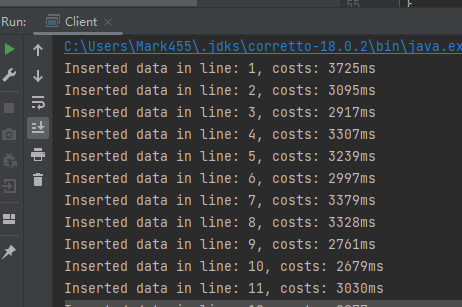 55
Run: Client
C:\Users\Mark455\.jdks\corretto-18.0.2\bin\java.ex
Inserted data in line: 1, costs: 3725ms
Inserted data in line: 2, costs: 3095ms
Inserted data in line: 3, costs: 2917ms
Inserted data in line: 4, costs: 3307ms
Inserted data in line: 5, costs: 3239ms
Inserted data in line: 6, costs: 2997ms
Inserted data in line: 7, costs: 3379ms
Inserted data in line: 8, costs: 3328ms
Inserted data in line: 9, costs: 2761ms
Inserted data in line: 10, costs: 2679ms
Inserted data in line: 11, costs: 3030ms